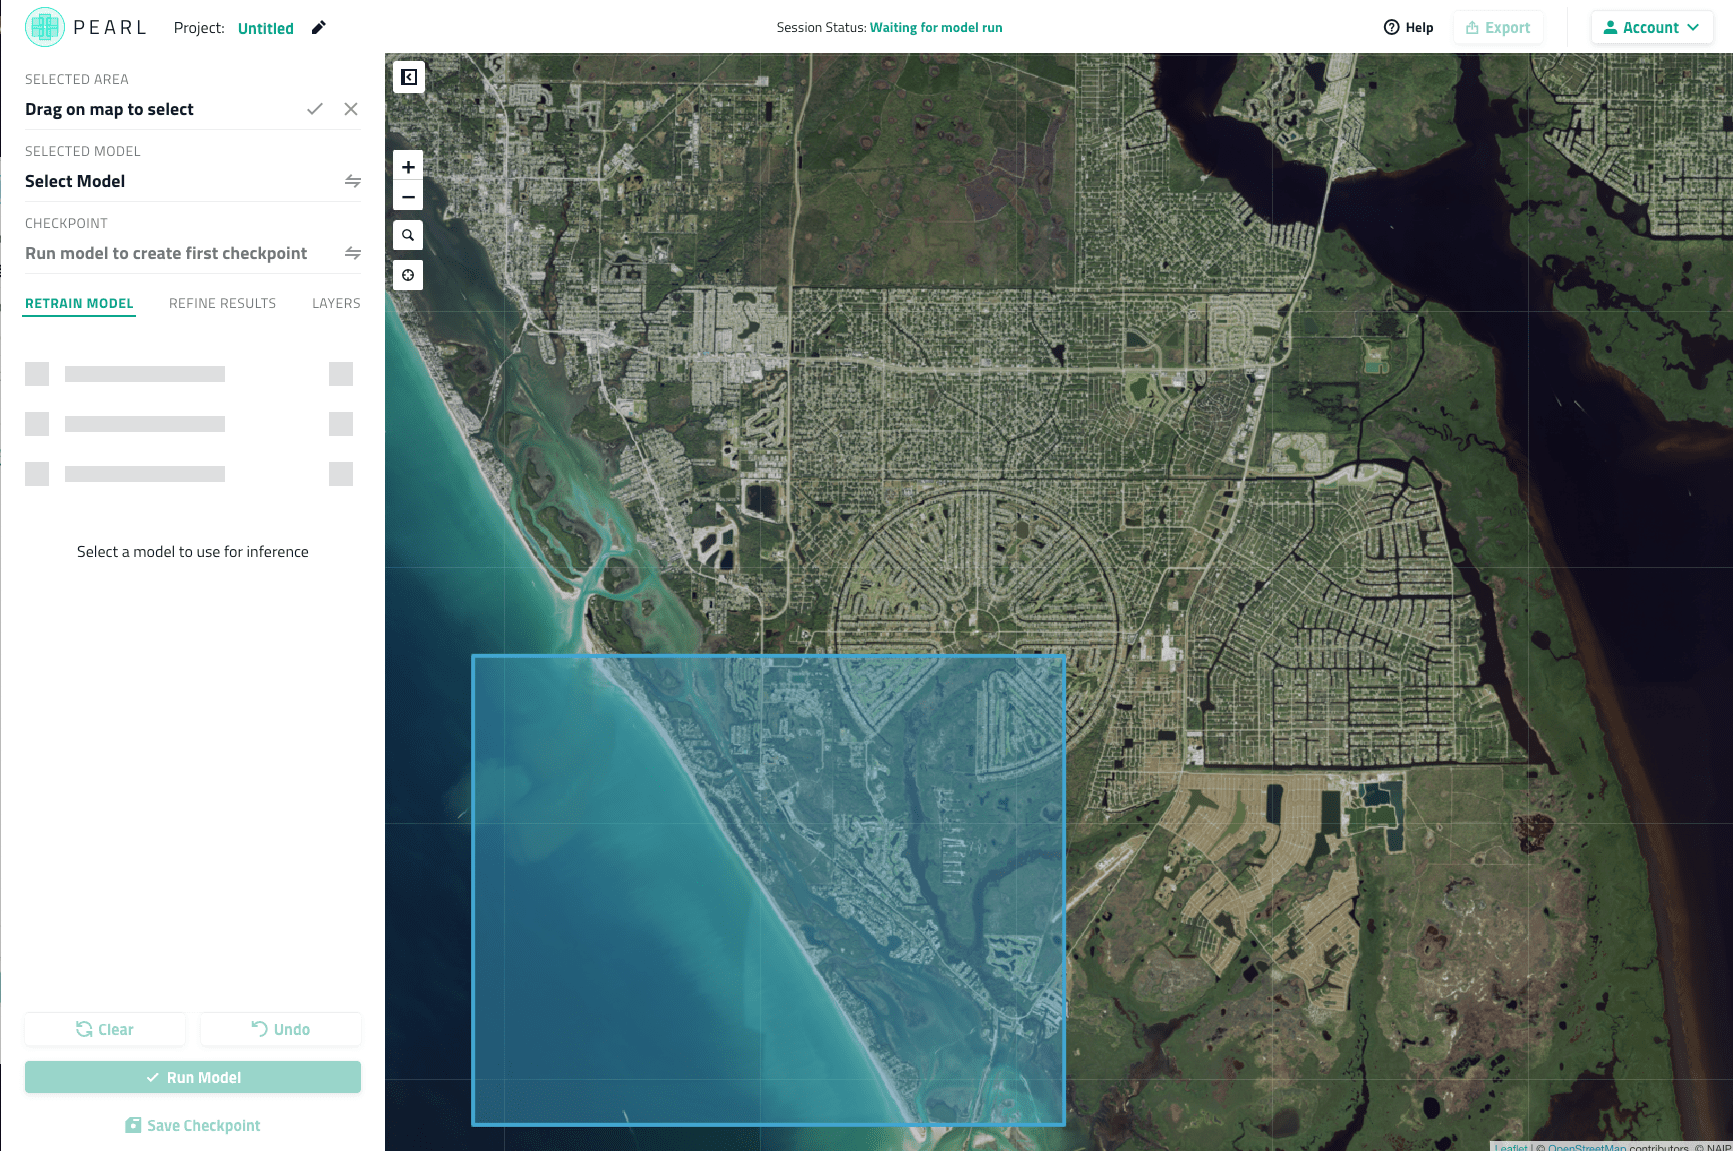 PEARL
Project: Untitled
Session Status: Waiting for model run
Help
Export
Account
SELECTED AREA
Drag on map to select
SELECTED MODEL
Select Model
CHECKPOINT
Run model to create first checkpoint
RETRAIN MODEL
REFINE RESULTS
LAYERS
Select a model to use for inference
Clear
Undo
Run Model
Save Checkpoint
+
−
Leaflet | © OpenStreetMap contributors, © NAIP